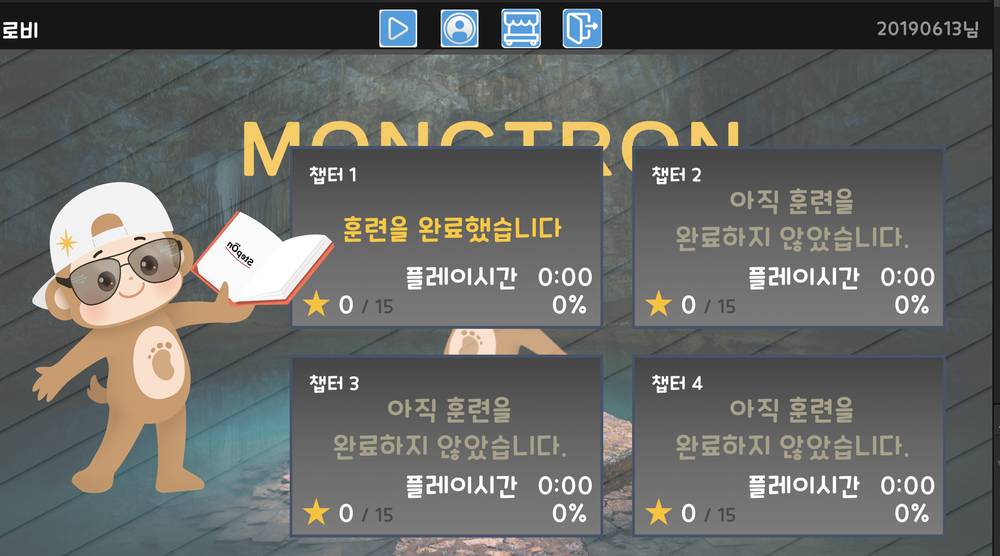 로비
20190613님
MONSTRON
챕터 1
훈련을 완료했습니다
플레이시간 0:00
0 / 15
0%
챕터 2
아직 훈련을
완료하지 않았습니다.
플레이시간 0:00
0 / 15
0%
stepOn
챕터 3
아직 훈련을
완료하지 않았습니다.
플레이시간 0:00
0 / 15
0%
챕터 4
아직 훈련을
완료하지 않았습니다.
플레이시간 0:00
0 / 15
0%